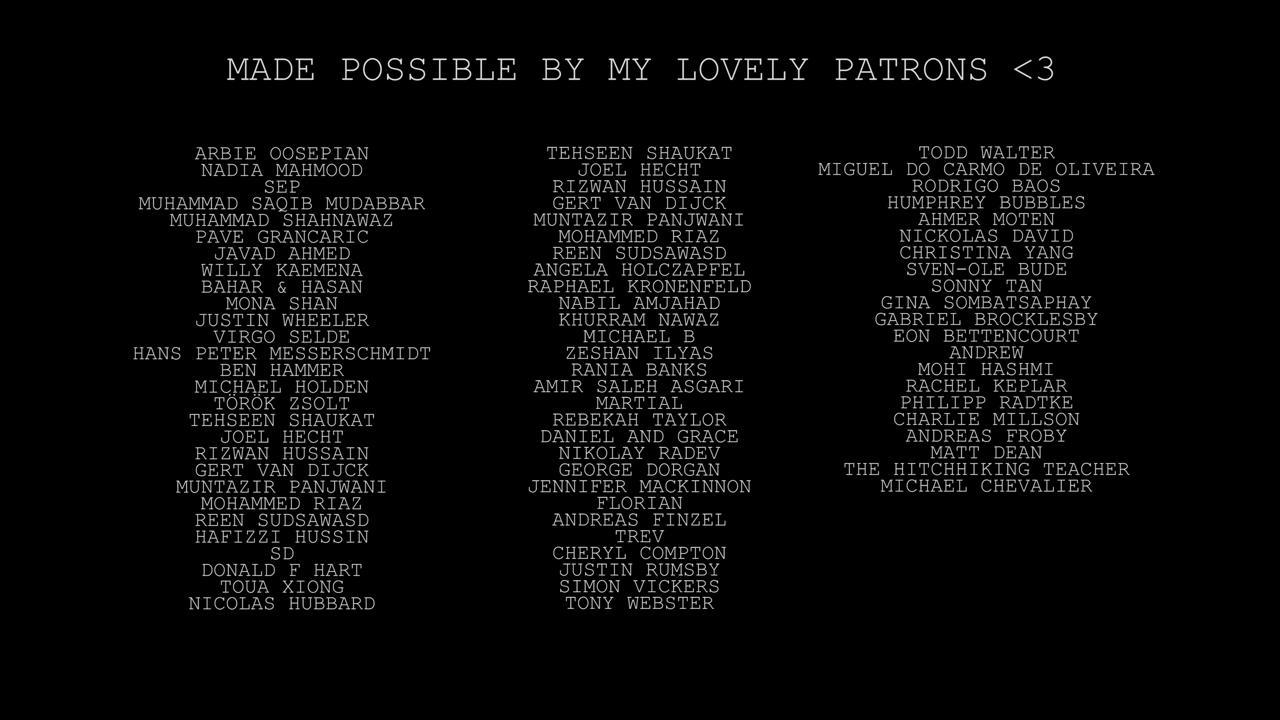 MADE POSSIBLE BY MY LOVELY PATRONS <3
ARBIE OOSEPIAN
NADIA MAHMOOD
SEP
MUHAMMAD SAQIB MUDABBAR
MUHAMMAD SHAHNAWAZ
PAVE GRANCARIC
JAVAD AHMED
WILLY KAEMENA
BAHAR & HASAN
MONA SHAN
JUSTIN WHEELER
VIRGO SELDE
HANS PETER MESSERSCHMIDT
BEN HAMMER
MICHAEL HOLDEN
TÖRÖK ZSOLT
TEHSEEN SHAUKAT
JOEL HECHT
RIZWAN HUSSAIN
GERT VAN DIJCK
MUNTAZIR PANJWANI
MOHAMMED RIAZ
REEN SUDSAWASD
HAFIZZI HUSSIN
SD
DONALD F HART
TOUA XIONG
NICOLAS HUBBARD
TEHSEEN SHAUKAT
JOEL HECHT
RIZWAN HUSSAIN
GERT VAN DIJCK
MUNTAZIR PANJWANI
MOHAMMED RIAZ
REEN SUDSAWASD
ANGELA HOLCZAPFEL
RAPHAEL KRONENFELD
NABIL AMJAHAD
KHURRAM NAWAZ
MICHAEL B
ZESHAN ILYAS
RANIA BANKS
AMIR SALEH ASGARI
MARTIAL
REBEKAH TAYLOR
DANIEL AND GRACE
NIKOLAY RADEV
GEORGE DORGAN
JENNIFER MACKINNON
FLORIAN
ANDREAS FINZEL
TREV
CHERYL COMPTON
JUSTIN RUMSBY
SIMON VICKERS
TONY WEBSTER
TODD WALTER
MIGUEL DO CARMO DE OLIVEIRA
RODRIGO BAOS
HUMPHREY BUBBLES
AHMER MOTEN
NICKOLAS DAVID
CHRISTINA YANG
SVEN-OLE BUDE
SONNY TAN
GINA SOMBATSAPHAY
GABRIEL BROCKLESBY
EON BETTENCOURT
ANDREW
MOHI HASHMI
RACHEL KEPLAR
PHILIPP RADTKE
CHARLIE MILLSON
ANDREAS FROBY
MATT DEAN
THE HITCHHIKING TEACHER
MICHAEL CHEVALIER